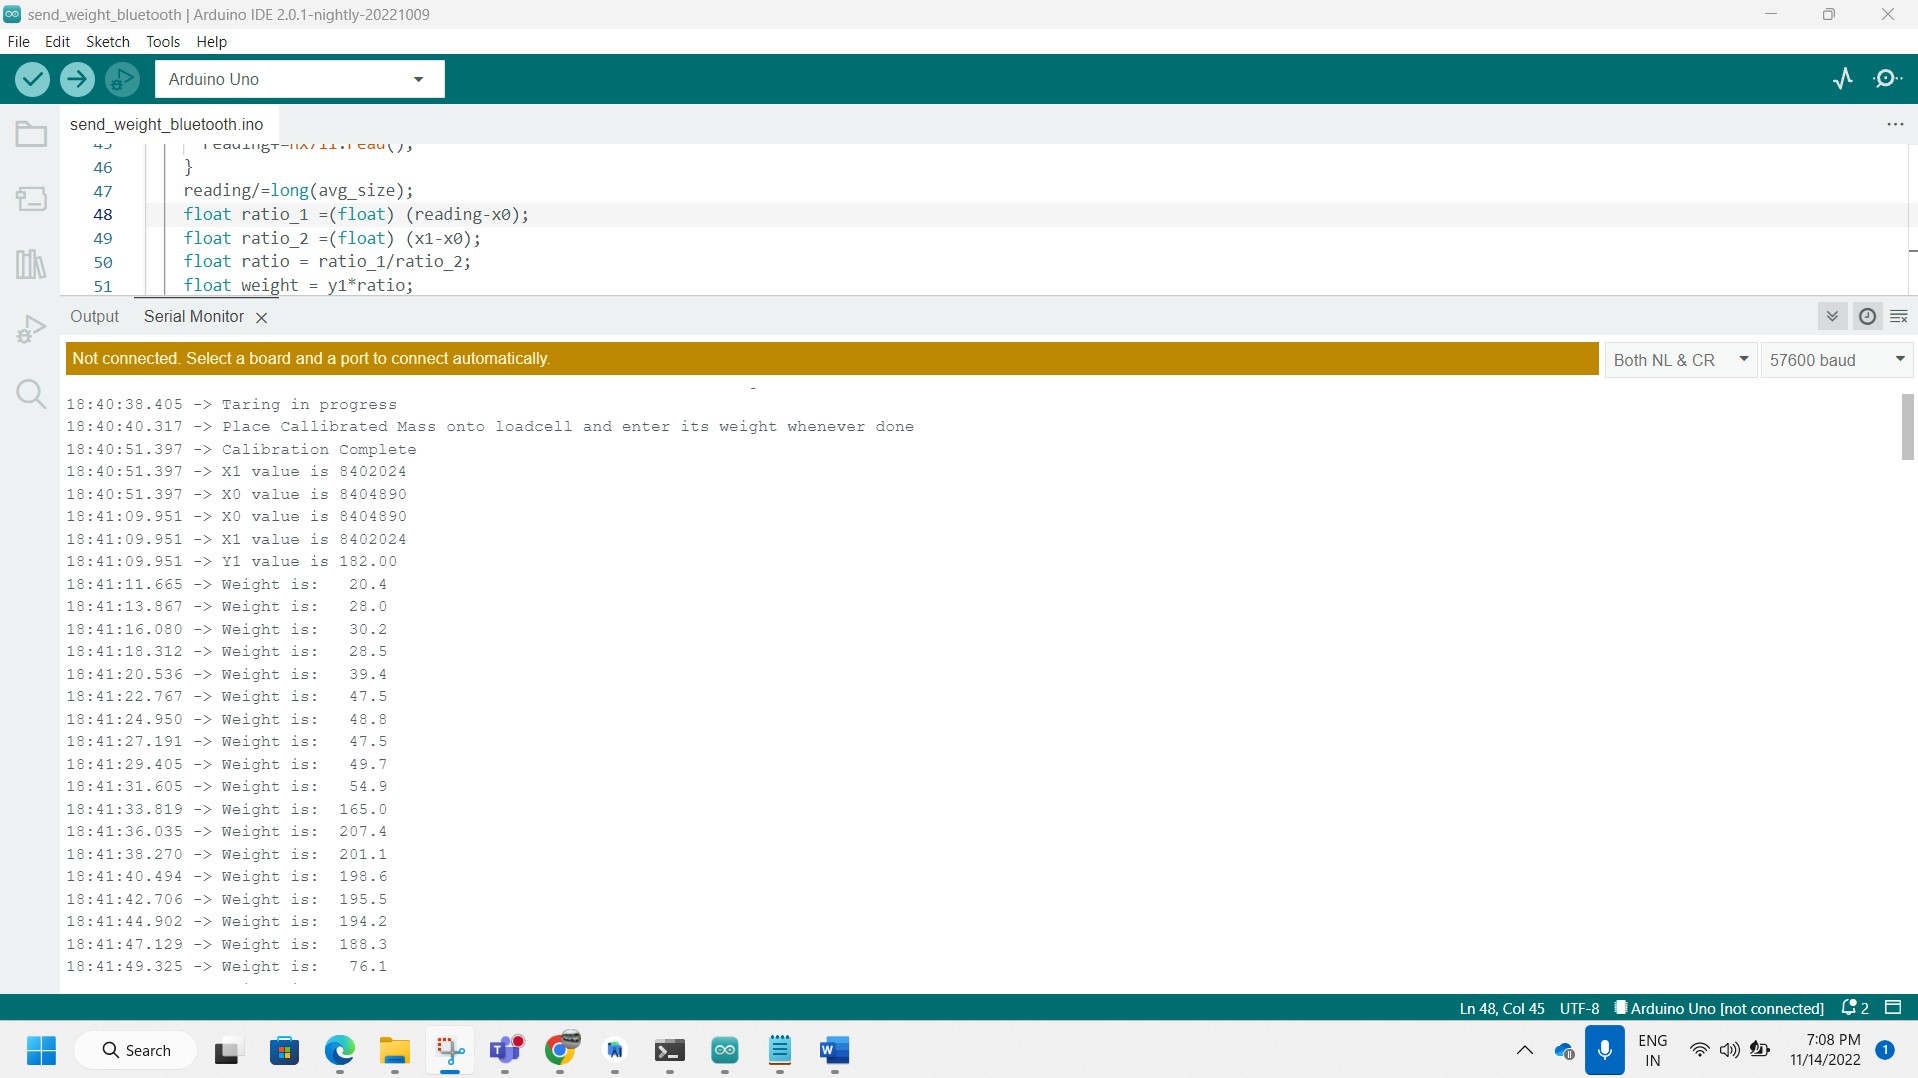 send_weight_bluetooth | Arduino IDE 2.0.1-nightly-20221009
File Edit Sketch Tools Help
Arduino Uno
send_weight_bluetooth.ino
46 }
47 reading/=long(avg_size);
48 float ratio_1 =(float) (reading-x0);
49 float ratio_2 =(float) (x1-x0);
50 float ratio = ratio_1/ratio_2;
51 float weight = y1*ratio;
Output Serial Monitor
Not connected. Select a board and a port to connect automatically.
Both NL & CR
57600 baud
18:40:38.405 -> Taring in progress
18:40:40.317 -> Place Callibrated Mass onto loadcell and enter its weight whenever done
18:40:51.397 -> Calibration Complete
18:40:51.397 -> X1 value is 8402024
18:40:51.397 -> X0 value is 8404890
18:41:09.951 -> X0 value is 8404890
18:41:09.951 -> X1 value is 8402024
18:41:09.951 -> Y1 value is 182.00
18:41:11.665 -> Weight is: 20.4
18:41:13.867 -> Weight is: 28.0
18:41:16.080 -> Weight is: 30.2
18:41:18.312 -> Weight is: 28.5
18:41:20.536 -> Weight is: 39.4
18:41:22.767 -> Weight is: 47.5
18:41:24.950 -> Weight is: 48.8
18:41:27.191 -> Weight is: 47.5
18:41:29.405 -> Weight is: 49.7
18:41:31.605 -> Weight is: 54.9
18:41:33.819 -> Weight is: 165.0
18:41:36.035 -> Weight is: 207.4
18:41:38.270 -> Weight is: 201.1
18:41:40.494 -> Weight is: 198.6
18:41:42.706 -> Weight is: 195.5
18:41:44.902 -> Weight is: 194.2
18:41:47.129 -> Weight is: 188.3
18:41:49.325 -> Weight is: 76.1
Ln 48, Col 45 UTF-8 Arduino Uno [not connected] 2
Search
ENG
IN
7:08 PM
11/14/2022
1